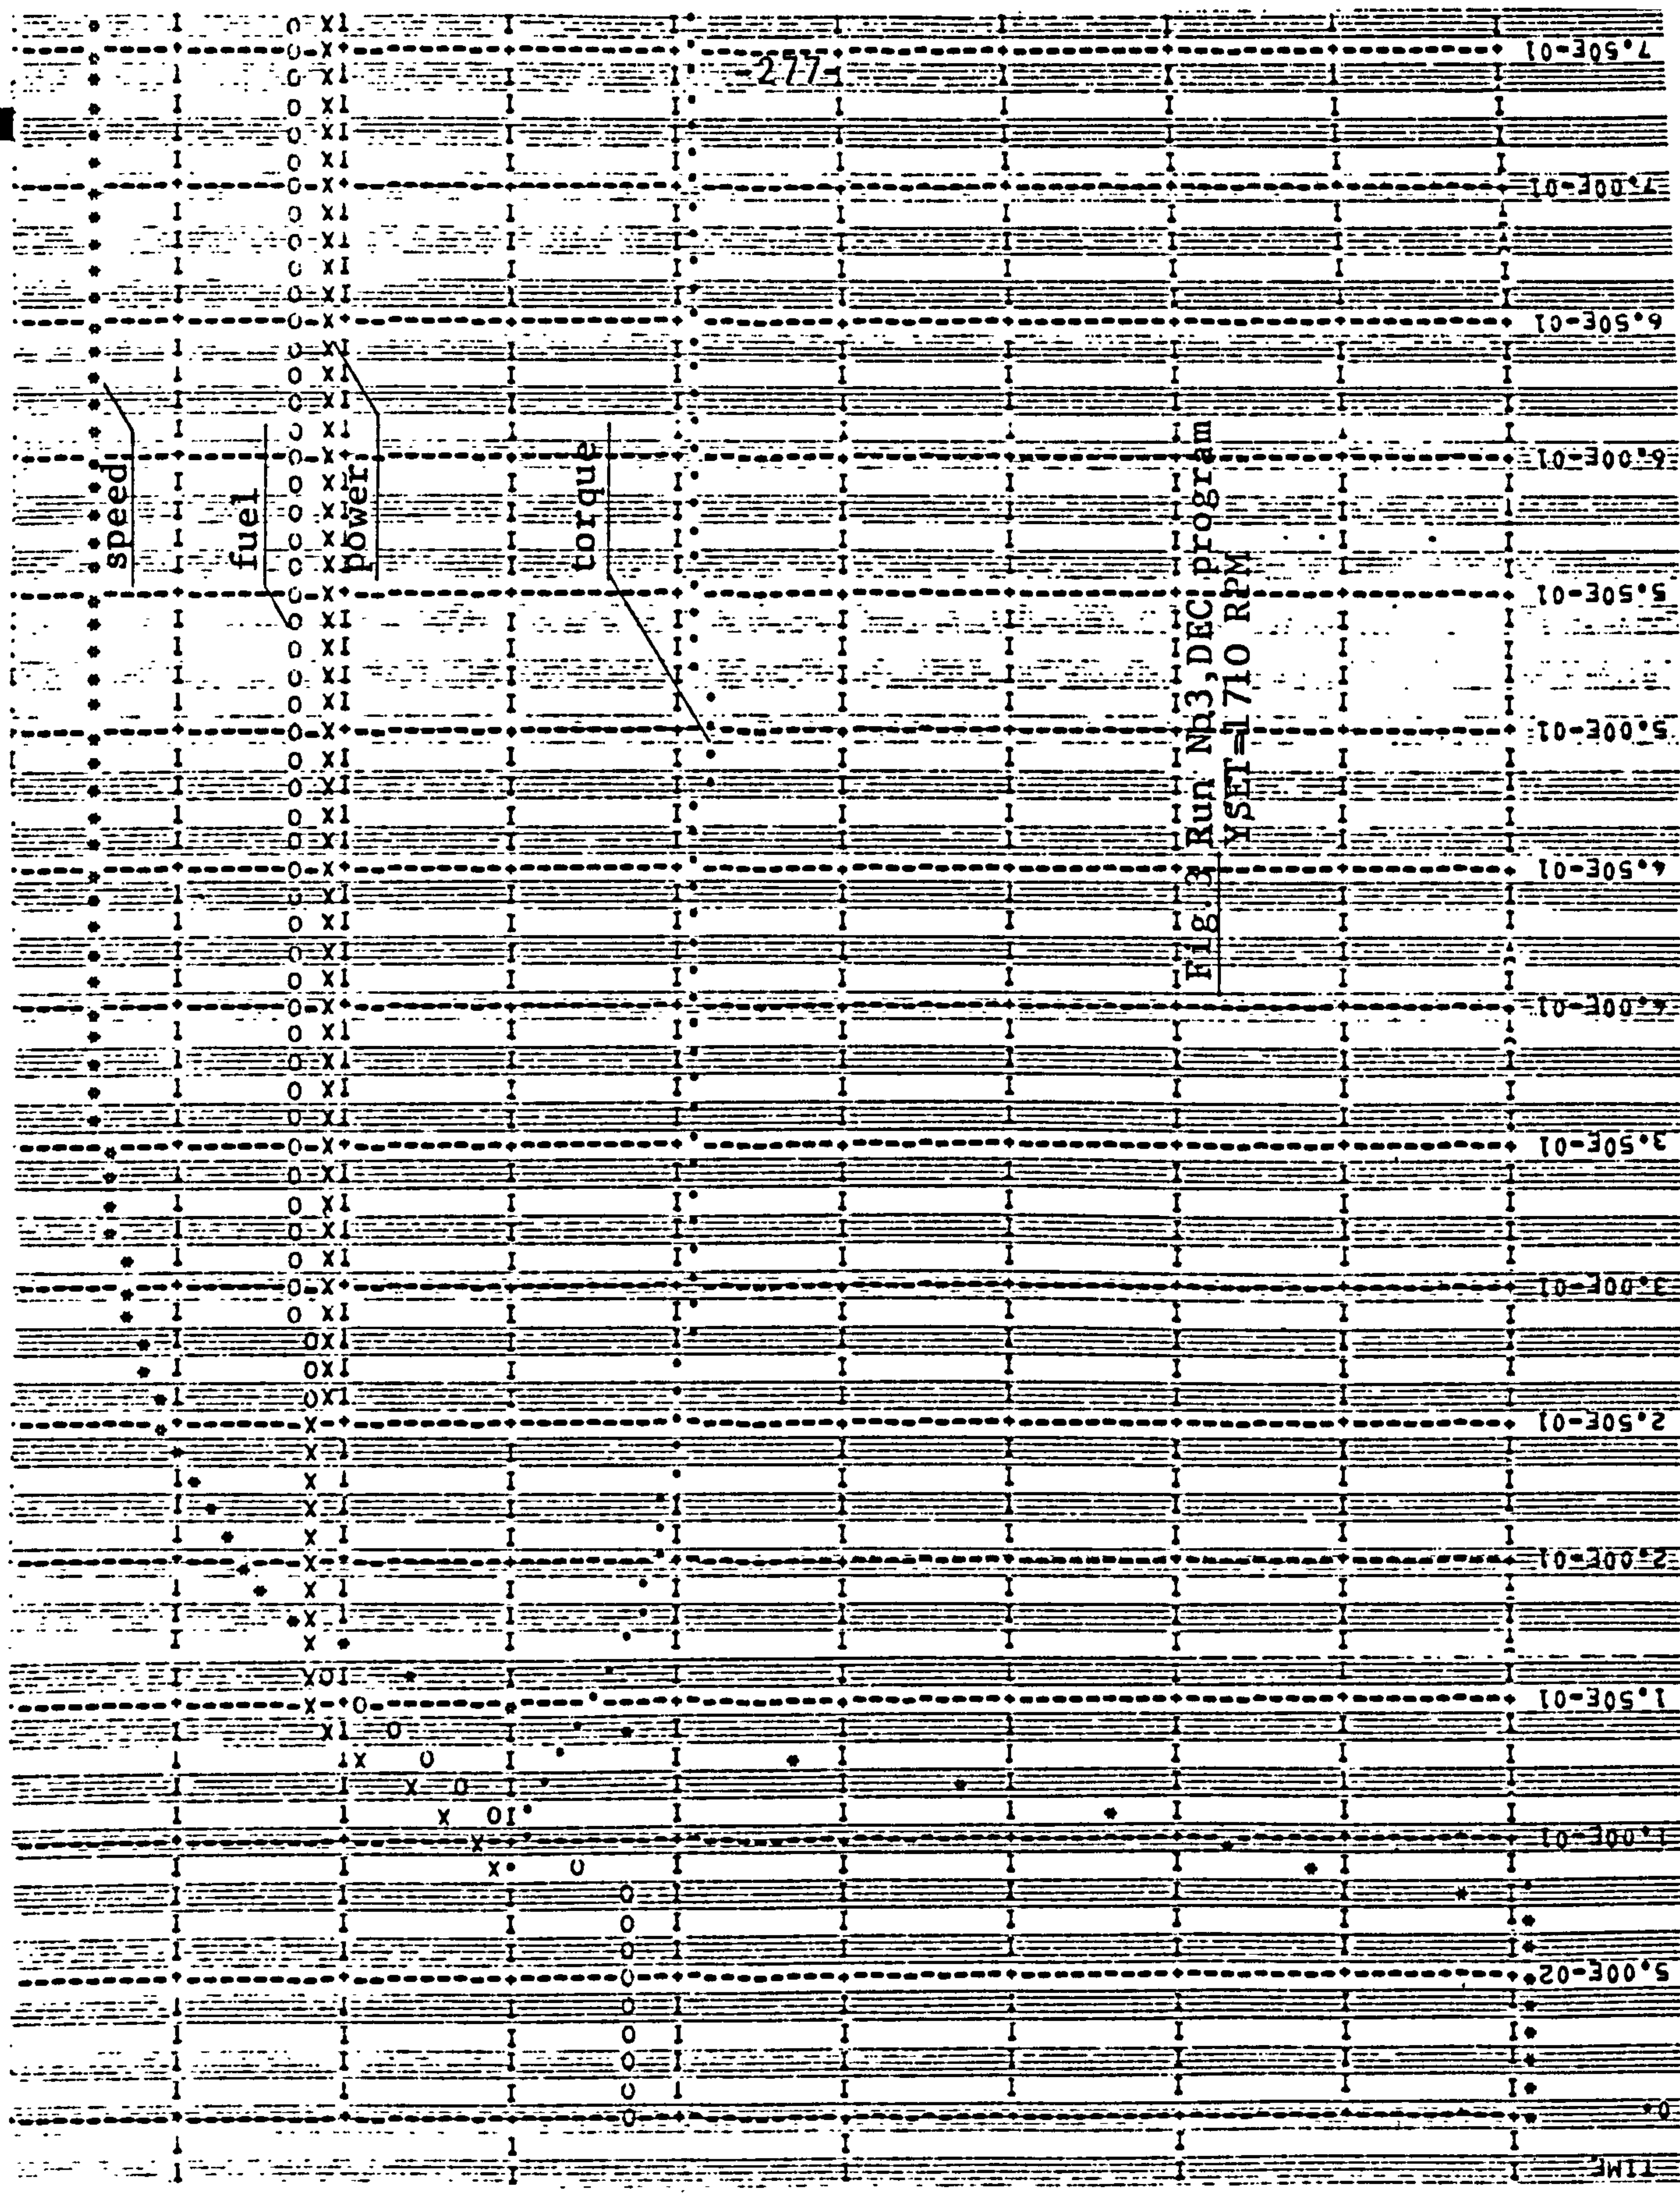 -277-
7.50E-01
7.00E-01
6.50E-01
6.00E-01
5.50E-01
5.00E-01
4.50E-01
4.00E-01
3.50E-01
3.00E-01
2.50E-01
2.00E-01
1.50E-01
1.00E-01
5.00E-02
0.
TIME
speed
fuel
power
torque
Fig. 3 Run No3, DEC program
YSET=1710 RPM